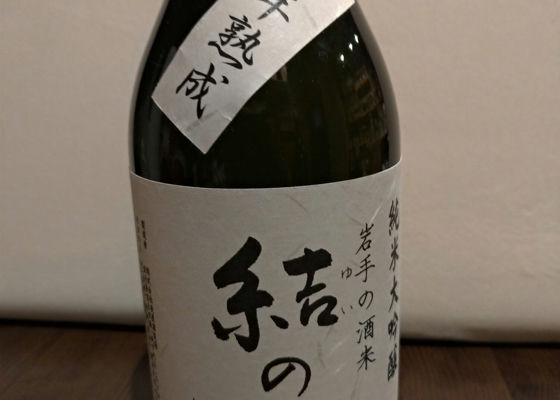 年熟成
純米大吟醸
岩手の酒米
ゆい
結の